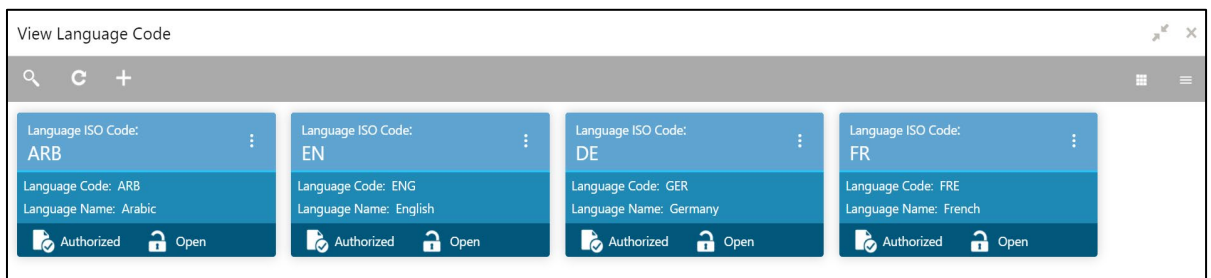 View Language Code
Language ISO Code:
ARB
Language Code: ARB
Language Name: Arabic
Authorized Open
Language ISO Code:
EN
Language Code: ENG
Language Name: English
Authorized Open
Language ISO Code:
DE
Language Code: GER
Language Name: Germany
Authorized Open
Language ISO Code:
FR
Language Code: FRE
Language Name: French
Authorized Open